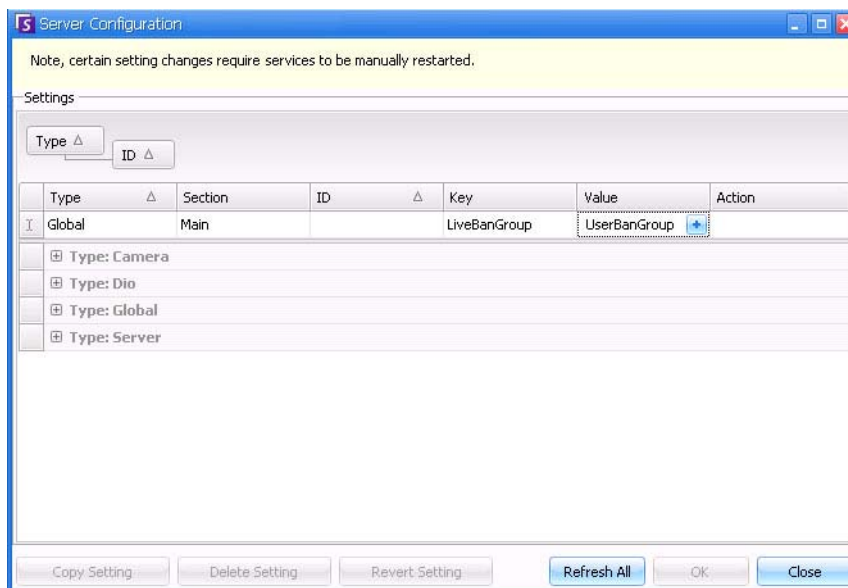 Server Configuration
Note, certain setting changes require services to be manually restarted.
Settings
Type
ID
Type Section ID Key Value Action
Global Main LiveBanGroup UserBanGroup
Type: Camera
Type: Dio
Type: Global
Type: Server
Copy Setting Delete Setting Revert Setting Refresh All OK Close